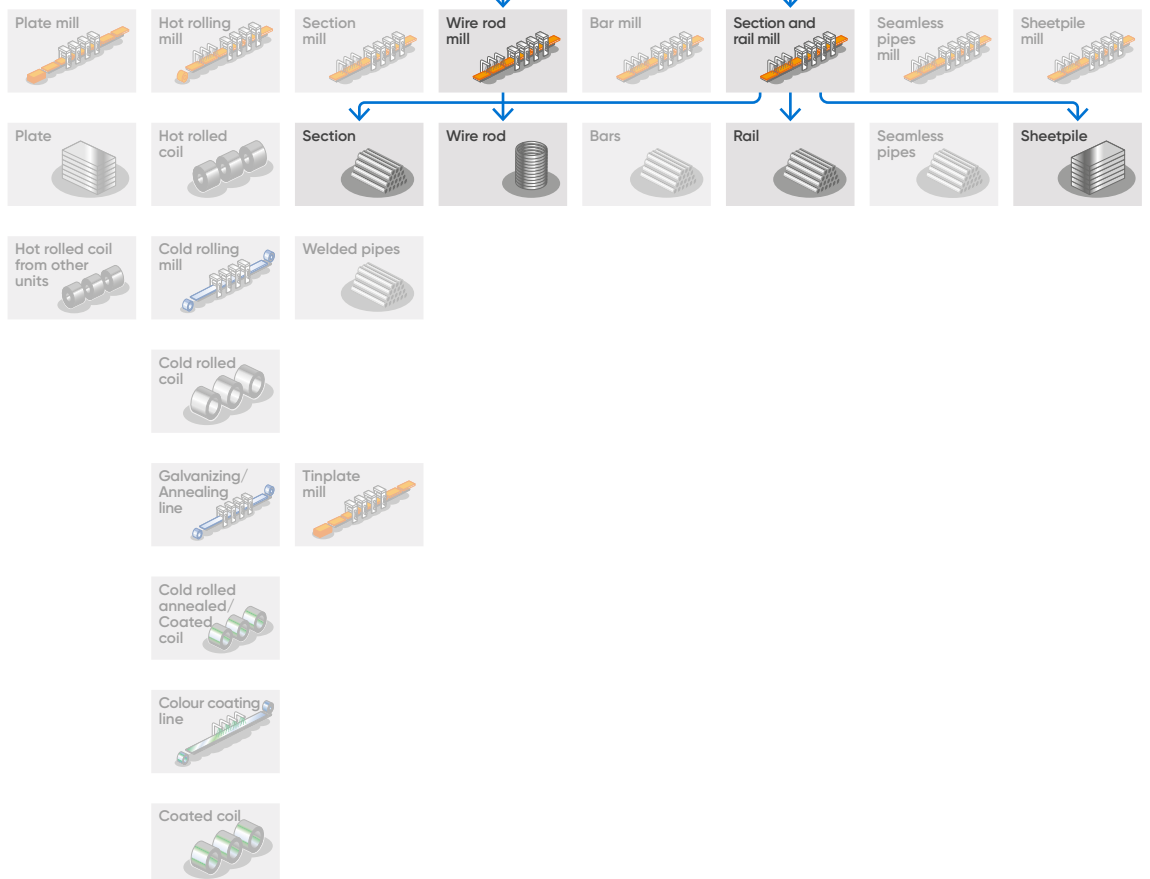 Plate mill
Hot rolling
mill
Section
mill
Wire rod
mill
Bar mill
Section and
rail mill
Seamless
pipes
mill
Sheetpile
mill
Plate
Hot rolled
coil
Section
Wire rod
Bars
Rail
Seamless
pipes
Sheetpile
Hot rolled coil
from other
units
Cold rolling
mill
Welded pipes
Cold rolled
coil
Galvanizing/
Annealing
line
Tinplate
mill
Cold rolled
annealed/
Coated
coil
Colour coating
line
Coated coil